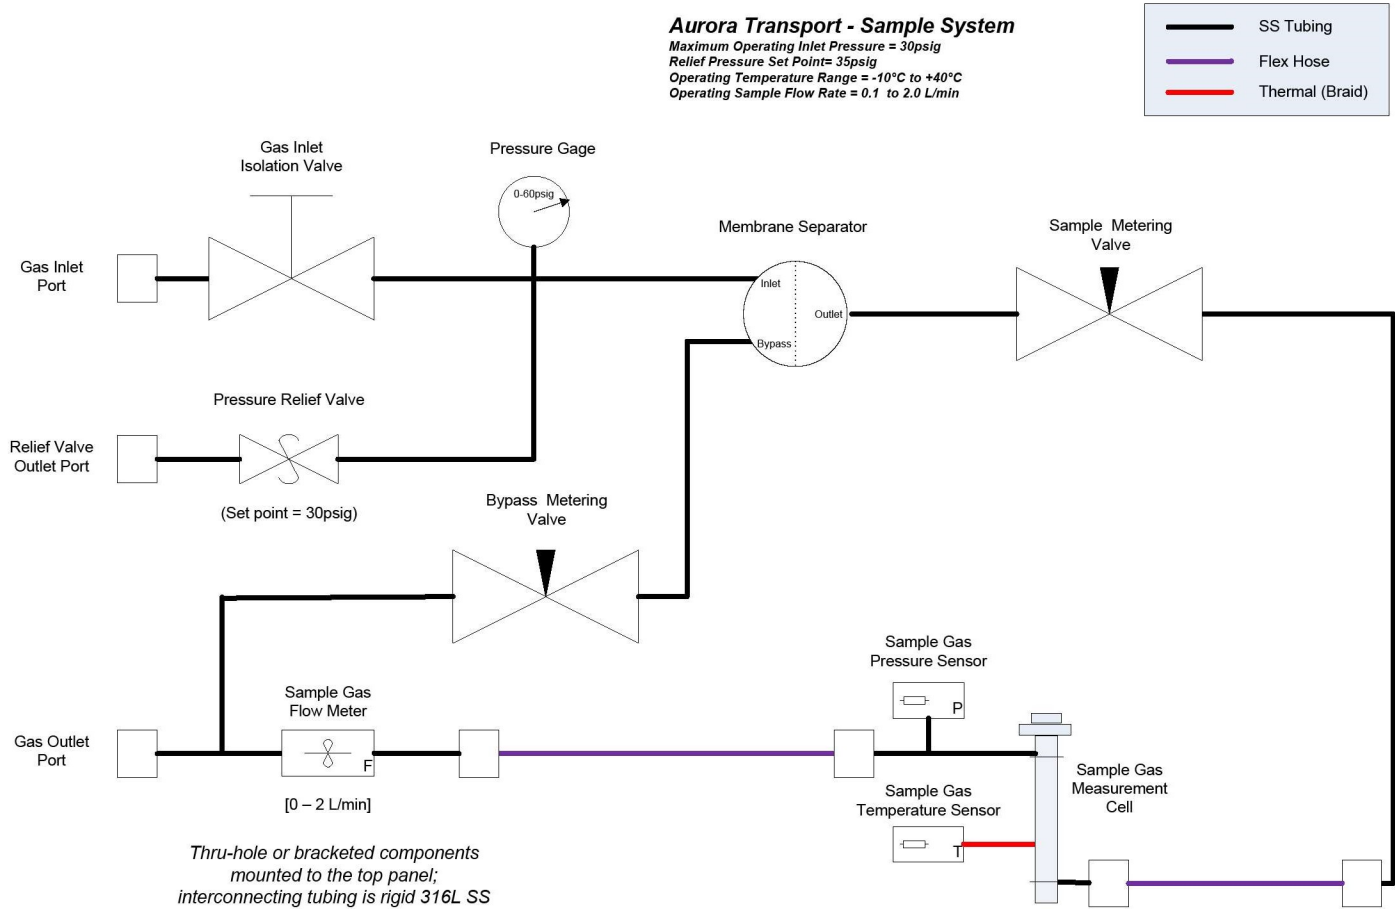 Aurora Transport - Sample System
Maximum Operating Inlet Pressure = 30psig
Relief Pressure Set Point= 35psig
Operating Temperature Range = -10°C to +40°C
Operating Sample Flow Rate = 0.1 to 2.0 L/min
SS Tubing
Flex Hose
Thermal (Braid)
Gas Inlet
Isolation Valve
Pressure Gage
0-60psig
Membrane Separator
Sample Metering
Valve
Gas Inlet
Port
Inlet
Outlet
Bypass
Pressure Relief Valve
Relief Valve
Outlet Port
(Set point = 30psig)
Bypass Metering
Valve
Sample Gas
Pressure Sensor
P
Sample Gas
Flow Meter
Gas Outlet
Port
F
[0 – 2 L/min]
Sample Gas
Measurement
Cell
Sample Gas
Temperature Sensor
T
Thru-hole or bracketed components
mounted to the top panel;
interconnecting tubing is rigid 316L SS